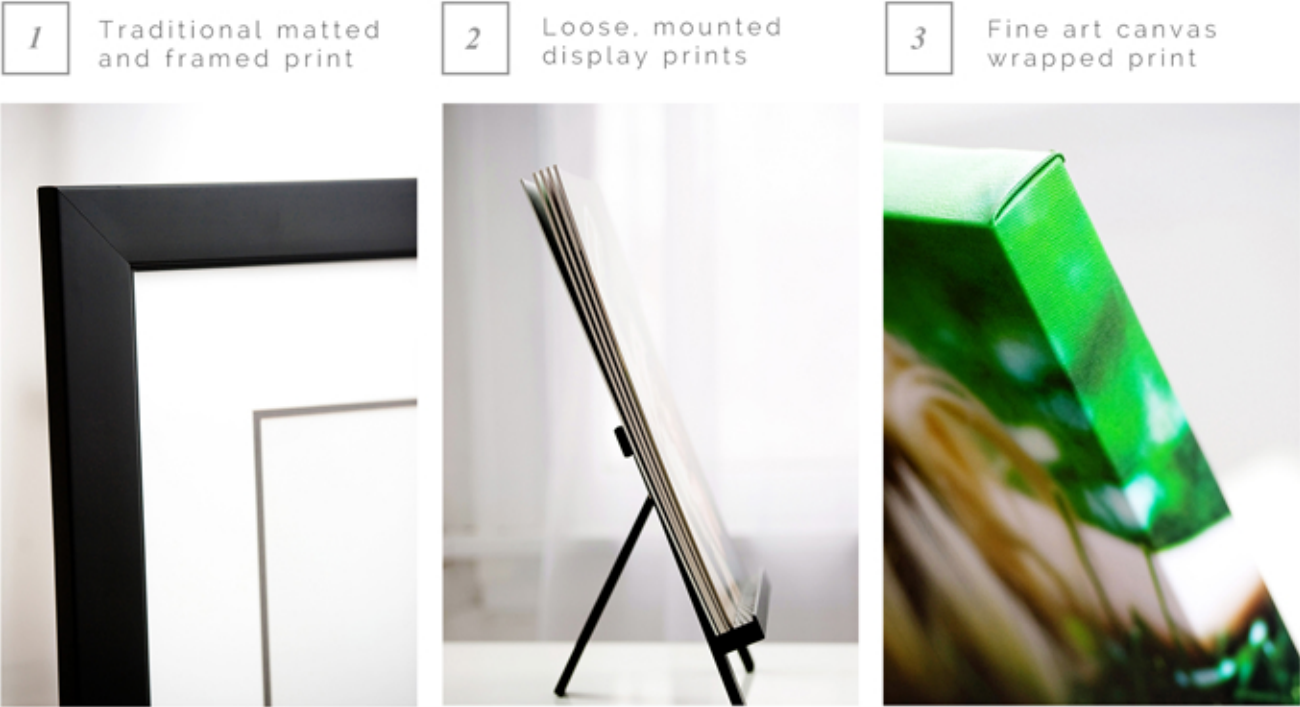 1
Traditional matted
and framed print
2
Loose, mounted
display prints
3
Fine art canvas
wrapped print